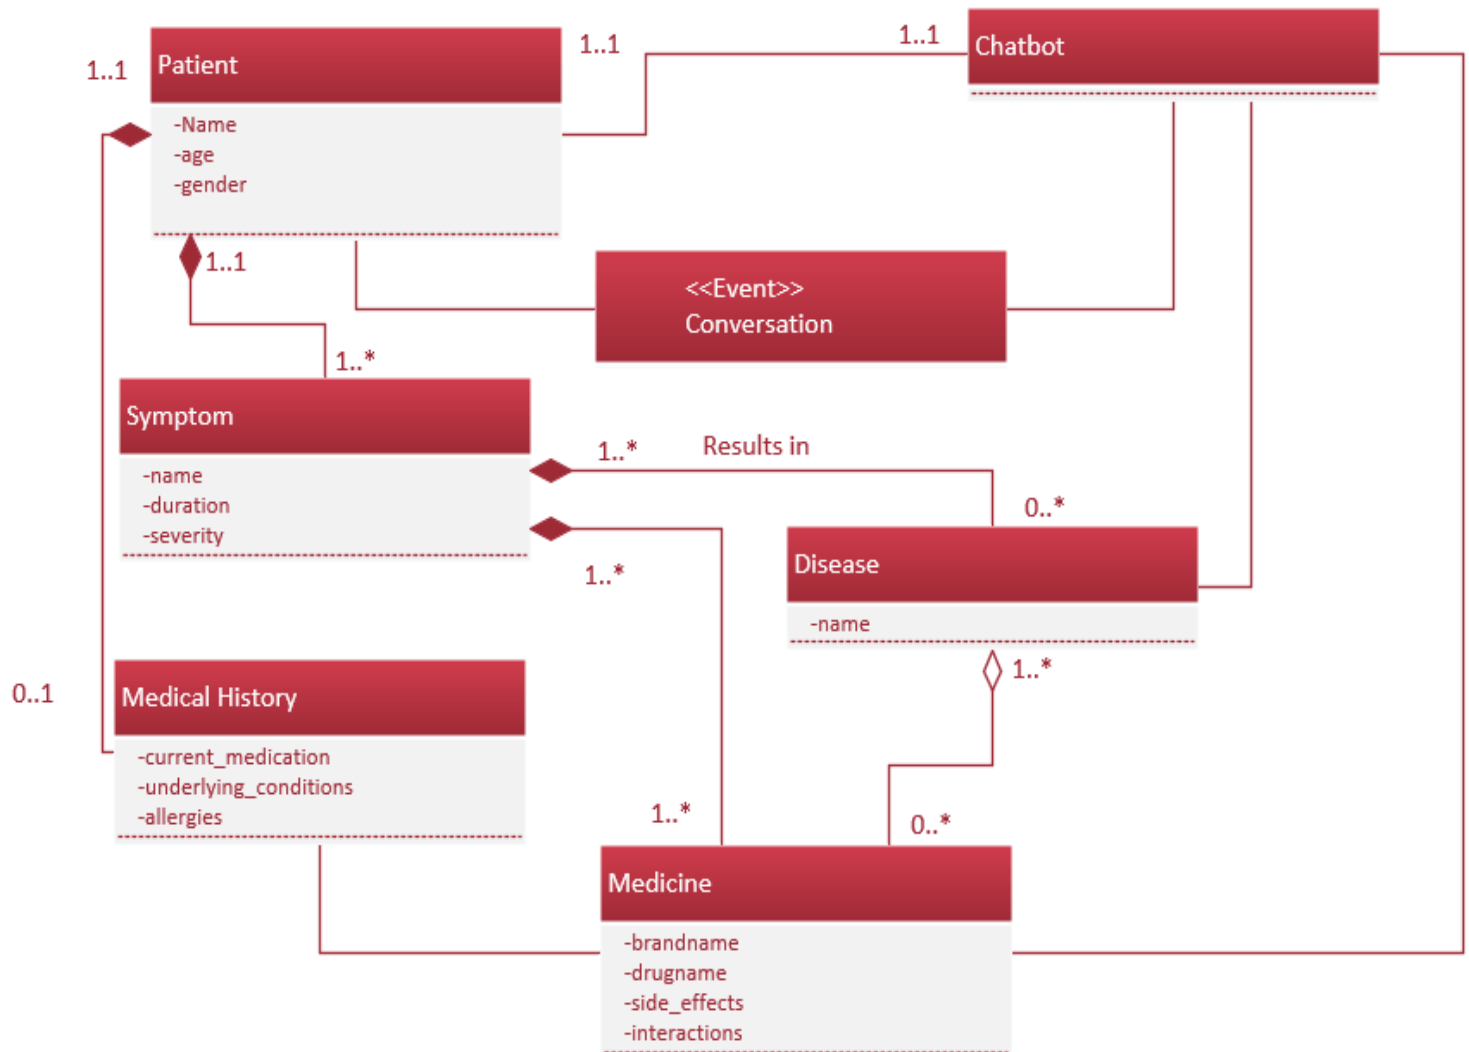 1..1
Patient
-Name
-age
-gender
1..1
1..1
Chatbot
1..1
<<Event>>
Conversation
1..*
Symptom
-name
-duration
-severity
1..*
Results in
0..*
1..*
Disease
-name
1..*
0..1
Medical History
-current_medication
-underlying_conditions
-allergies
1..*
0..*
Medicine
-brandname
-drugname
-side_effects
-interactions